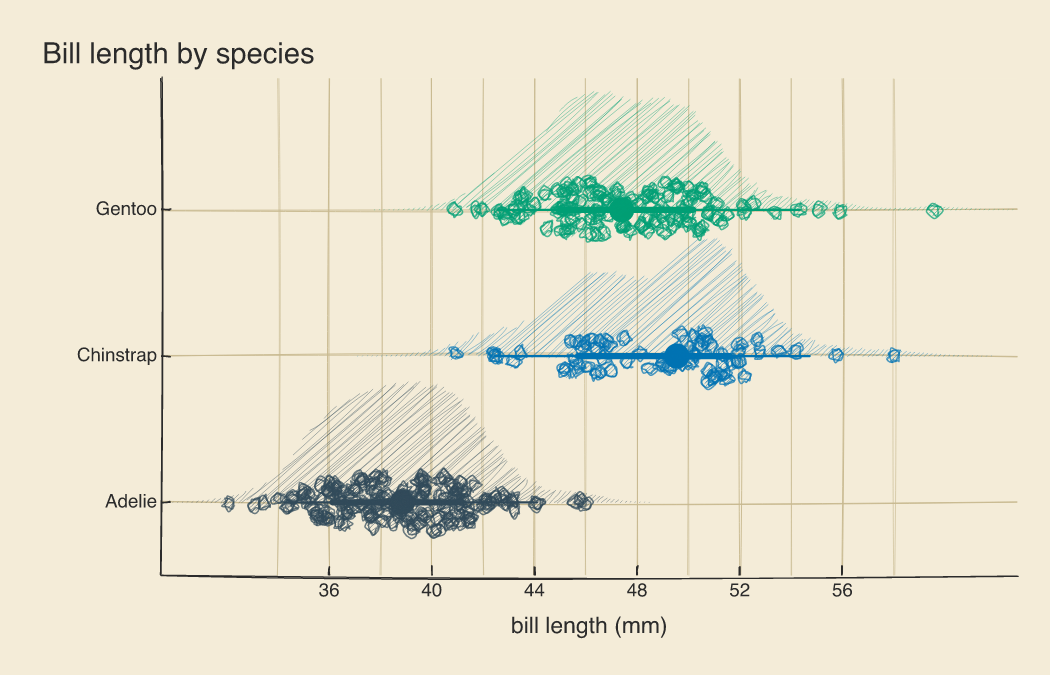 Bill length by species
Gentoo
Chinstrap
Adelie
36 40 44 48 52 56
bill length (mm)